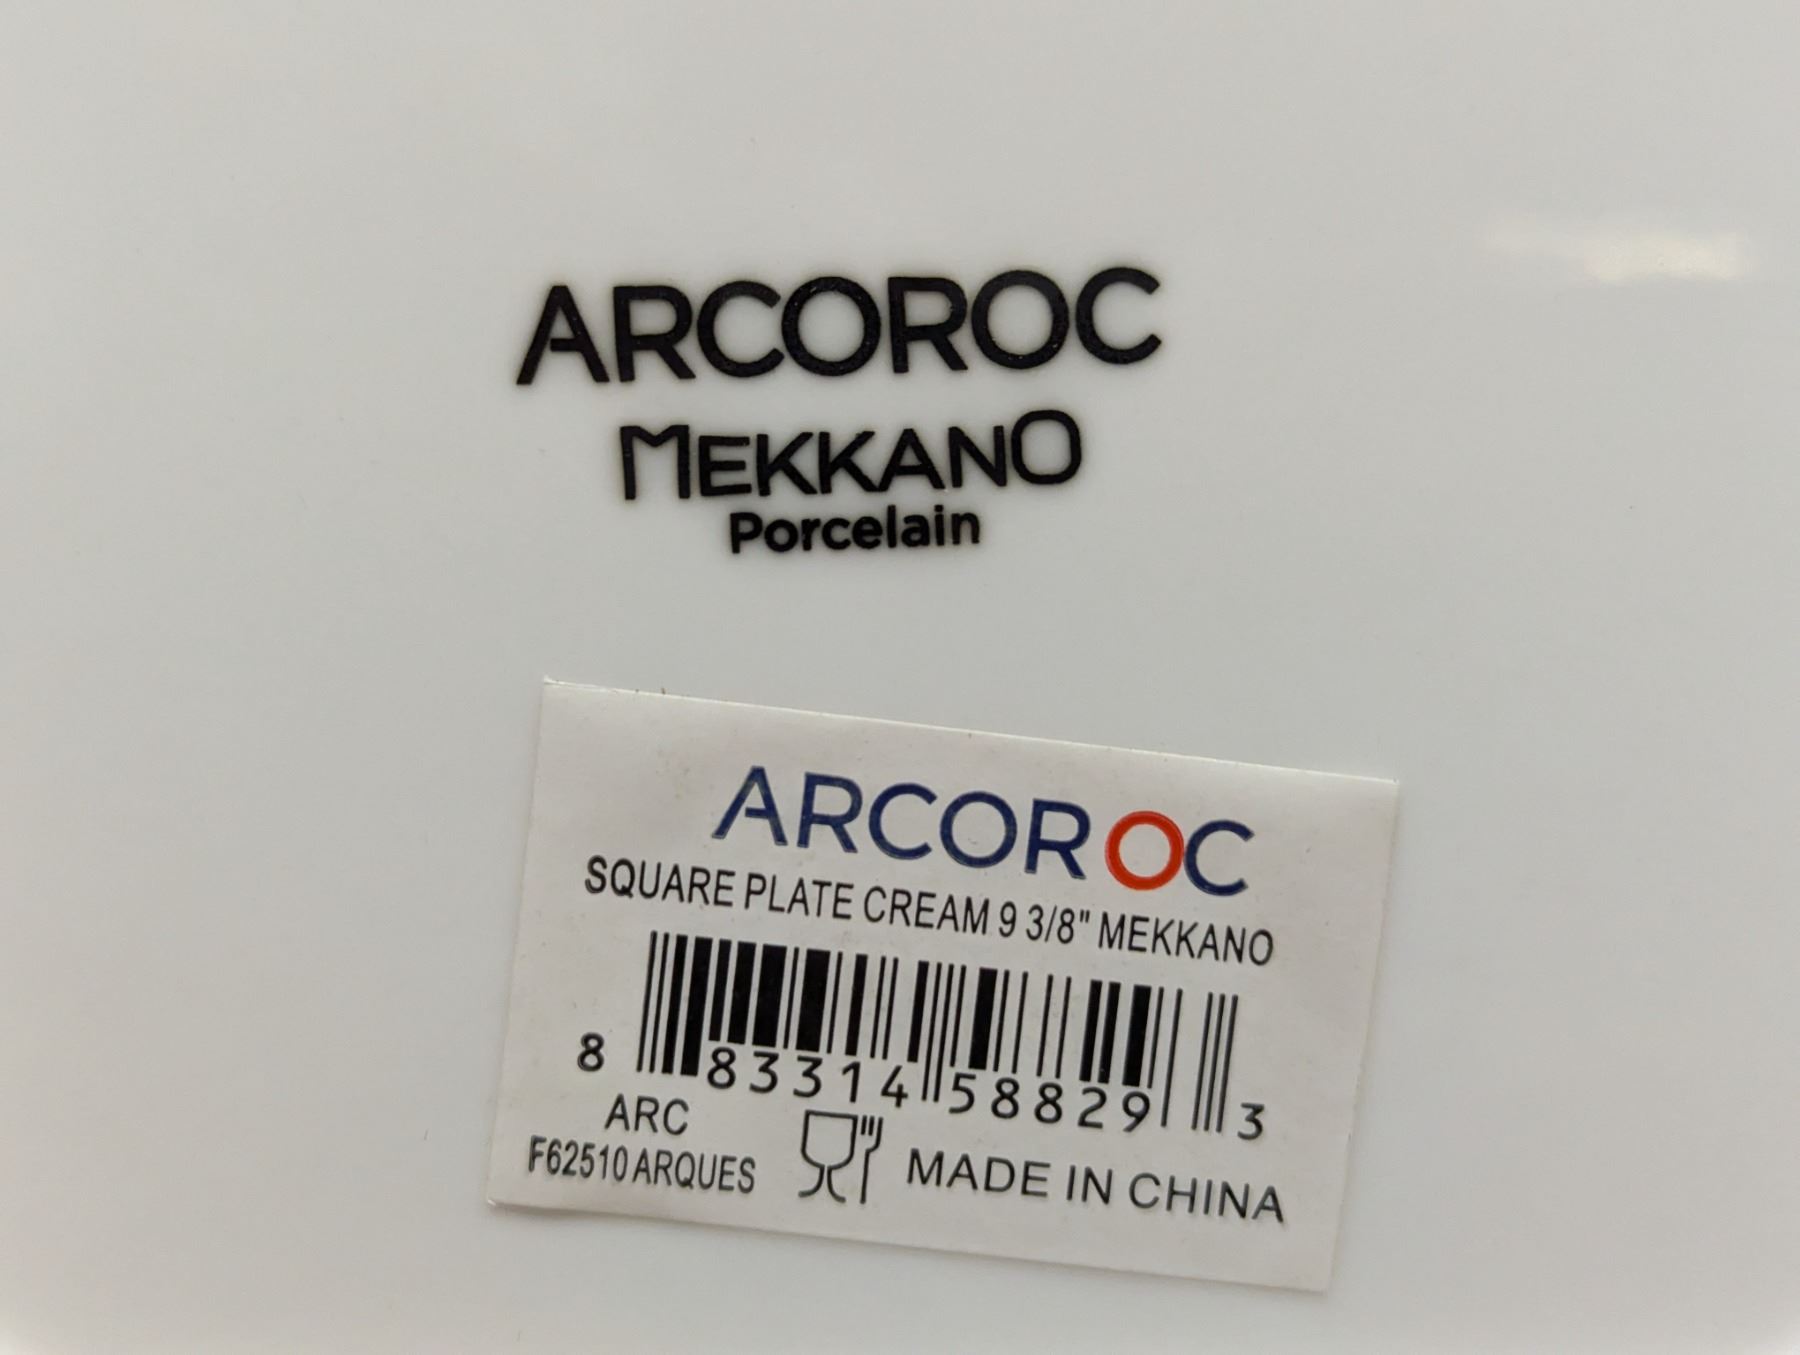 ARCOROC
MEKKANO
Porcelain
ARCOROC
SQUARE PLATE CREAM 9 3/8" MEKKANO
8 83314 58829 3
ARC
F62510 ARQUES
MADE IN CHINA